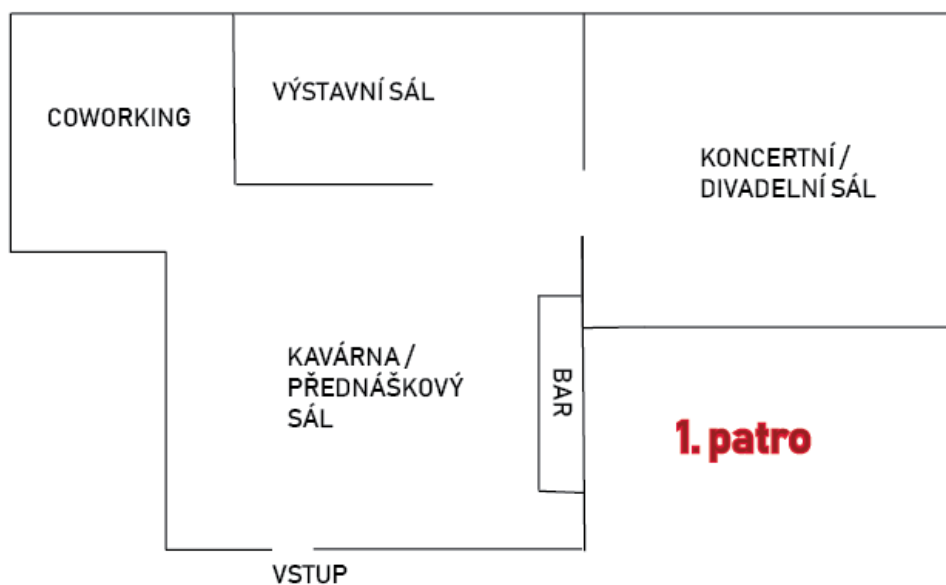 COWORKING
VÝSTAVNÍ SÁL
KONCERTNÍ /
DIVADELNÍ SÁL
KAVÁRNA /
PŘEDNÁŠKOVÝ
SÁL
BAR
1. patro
VSTUP